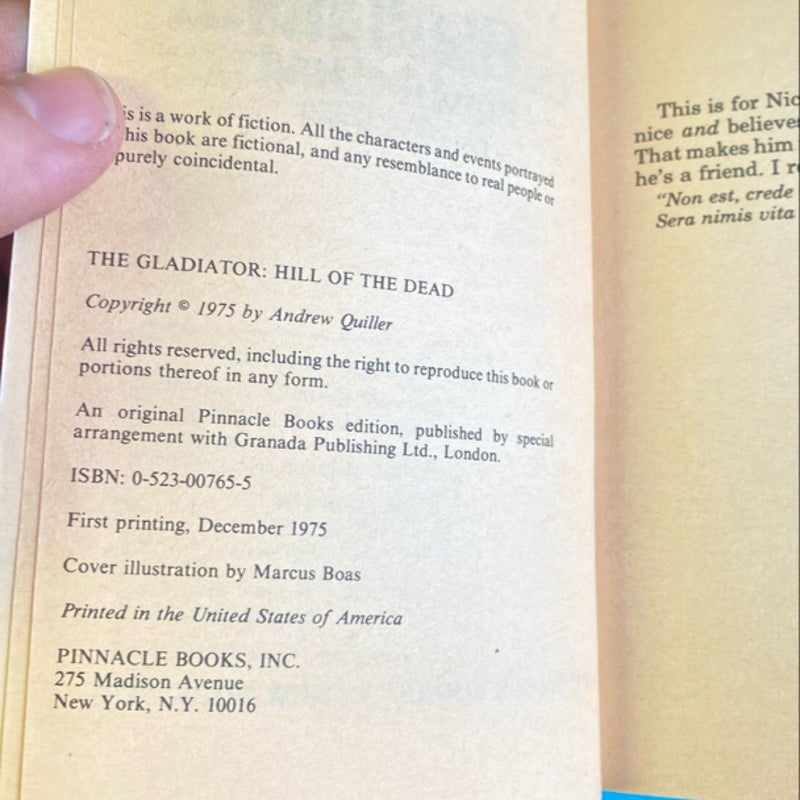 is is a work of fiction. All the characters and events portrayed
his book are fictional, and any resemblance to real people or
purely coincidental.
THE GLADIATOR: HILL OF THE DEAD
Copyright © 1975 by Andrew Quiller
All rights reserved, including the right to reproduce this book or
portions thereof in any form.
An original Pinnacle Books edition, published by special
arrangement with Granada Publishing Ltd., London.
ISBN: 0-523-00765-5
First printing, December 1975
Cover illustration by Marcus Boas
Printed in the United States of America
PINNACLE BOOKS, INC.
275 Madison Avenue
New York, N.Y. 10016
This is for Nic
nice and believes
That makes him
he's a friend. I r
"Non est, crede
Sera nimis vita